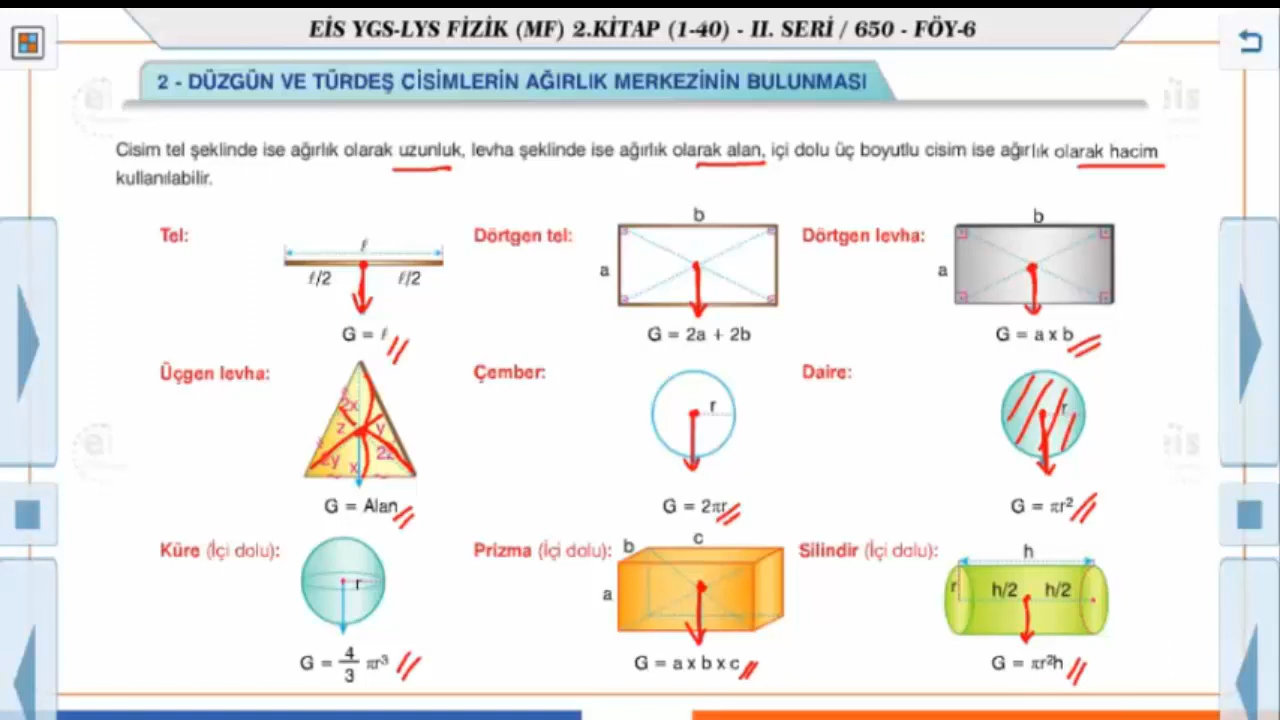 EİS YGS-LYS FİZİK (MF) 2.KİTAP (1-40) - II. SERİ / 650 - FÖY-6
2 - DÜZGÜN VE TÜRDEŞ CİSİMLERİN AĞIRLIK MERKEZİNİN BULUNMASI
Cisim tel şeklinde ise ağırlık olarak uzunluk, levha şeklinde ise ağırlık olarak alan, içi dolu üç boyutlu cisim ise ağırlık olarak hacim
kullanılabilir.
Tel:
ℓ
ℓ/2 ℓ/2
G = ℓ
Dörtgen tel:
b
a
G = 2a + 2b
Dörtgen levha:
b
a
G = a x b
Üçgen levha:
2x
z y
2y x 2z
G = Alan
Çember:
r
G = 2πr
Daire:
r
G = πr²
Küre (İçi dolu):
r
G = 4/3 πr³
Prizma (İçi dolu):
b c
a
G = a x b x c
Silindir (İçi dolu):
h
r h/2 h/2
G = πr²h